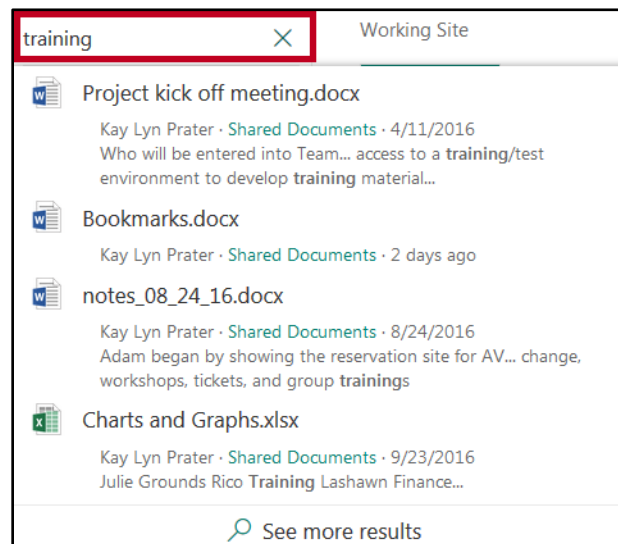 training
Working Site
Project kick off meeting.docx
Kay Lyn Prater · Shared Documents · 4/11/2016
Who will be entered into Team... access to a training/test
environment to develop training material...
Bookmarks.docx
Kay Lyn Prater · Shared Documents · 2 days ago
notes_08_24_16.docx
Kay Lyn Prater · Shared Documents · 8/24/2016
Adam began by showing the reservation site for AV... change,
workshops, tickets, and group trainings
Charts and Graphs.xlsx
Kay Lyn Prater · Shared Documents · 9/23/2016
Julie Grounds Rico Training Lashawn Finance...
See more results